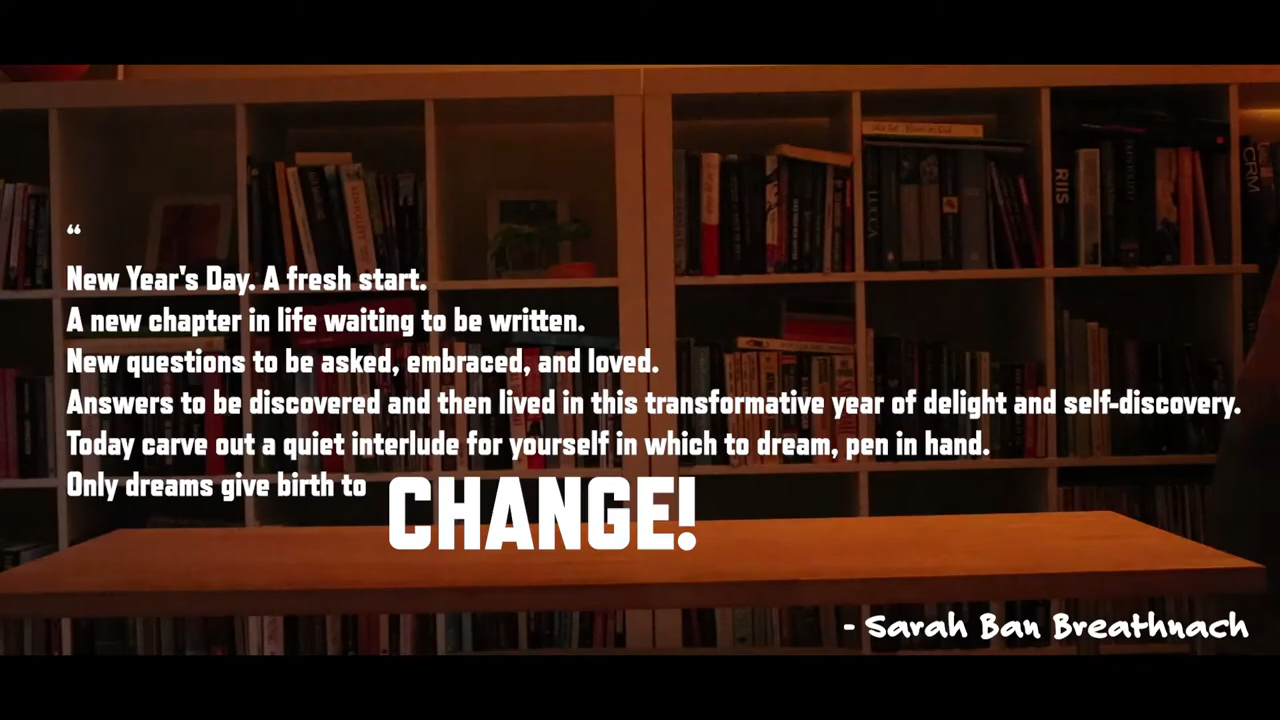 “
New Year's Day. A fresh start.
A new chapter in life waiting to be written.
New questions to be asked, embraced, and loved.
Answers to be discovered and then lived in this transformative year of delight and self-discovery.
Today carve out a quiet interlude for yourself in which to dream, pen in hand.
Only dreams give birth to CHANGE!
- Sarah Ban Breathnach
RIIS
CRM
LUCCA